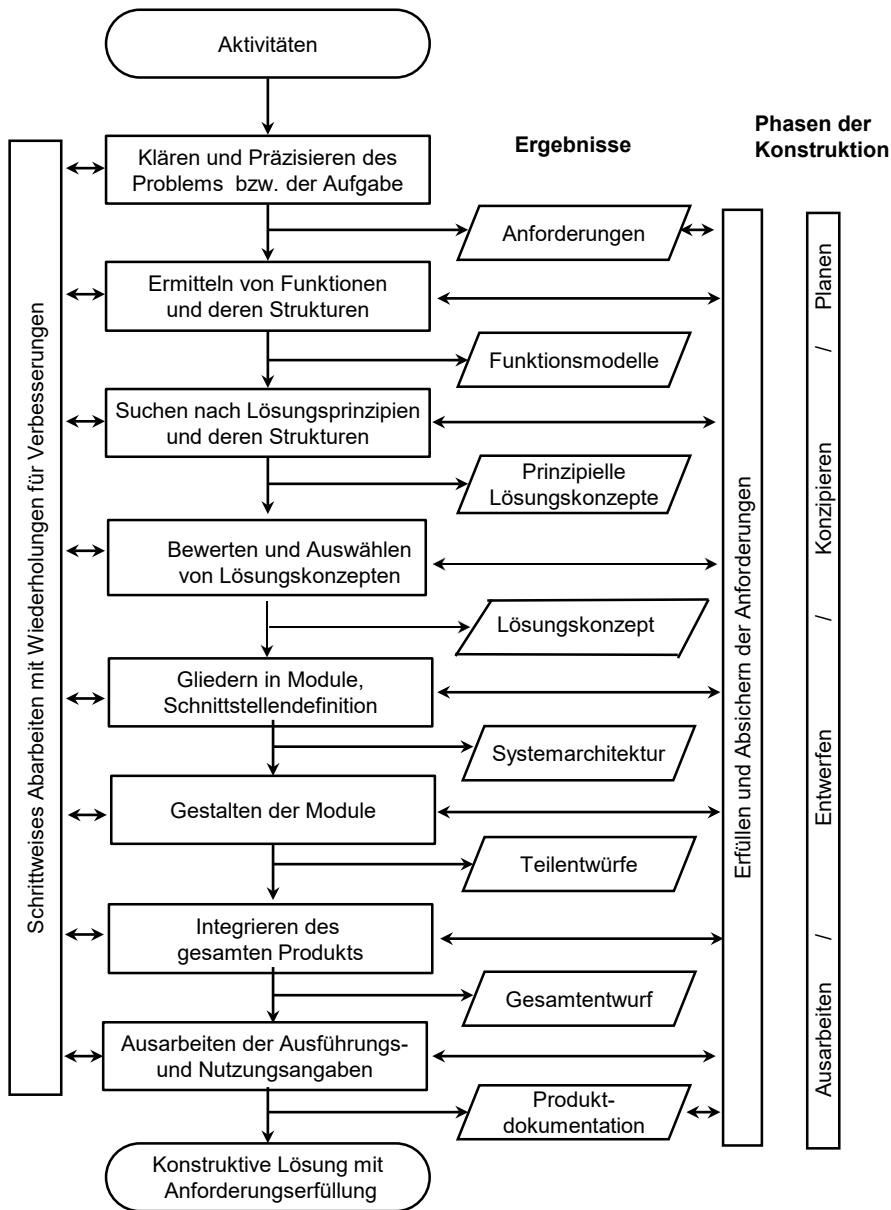 Aktivitäten
Phasen der
Konstruktion
Ergebnisse
Klären und Präzisieren des
Problems bzw. der Aufgabe
Anforderungen
Ermitteln von Funktionen
und deren Strukturen
Funktionsmodelle
Suchen nach Lösungsprinzipien
und deren Strukturen
Prinzipielle
Lösungskonzepte
Bewerten und Auswählen
von Lösungskonzepten
Lösungskonzept
Gliedern in Module,
Schnittstellendefinition
Systemarchitektur
Gestalten der Module
Teilentwürfe
Integrieren des
gesamten Produkts
Gesamtentwurf
Ausarbeiten der Ausführungs-
und Nutzungsangaben
Produkt-
dokumentation
Konstruktive Lösung mit
Anforderungserfüllung
Schrittweises Abarbeiten mit Wiederholungen für Verbesserungen
Erfüllen und Absichern der Anforderungen
Ausarbeiten / Entwerfen / Konzipieren / Planen